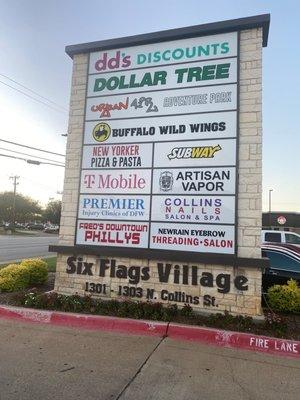 dd's DISCOUNTS
DOLLAR TREE
URBAN AIR ADVENTURE PARK
BUFFALO WILD WINGS
NEW YORKER
PIZZA & PASTA
SUBWAY
T Mobile
ARTISAN
VAPOR
PREMIER
Injury Clinics of DFW
COLLINS
NAILS
SALON & SPA
FRED'S DOWNTOWN
PHILLYS
NEWRAIN EYEBROW
THREADING - SALON
Six Flags Village
1301 - 1303 N. Collins St.
FIRE LANE